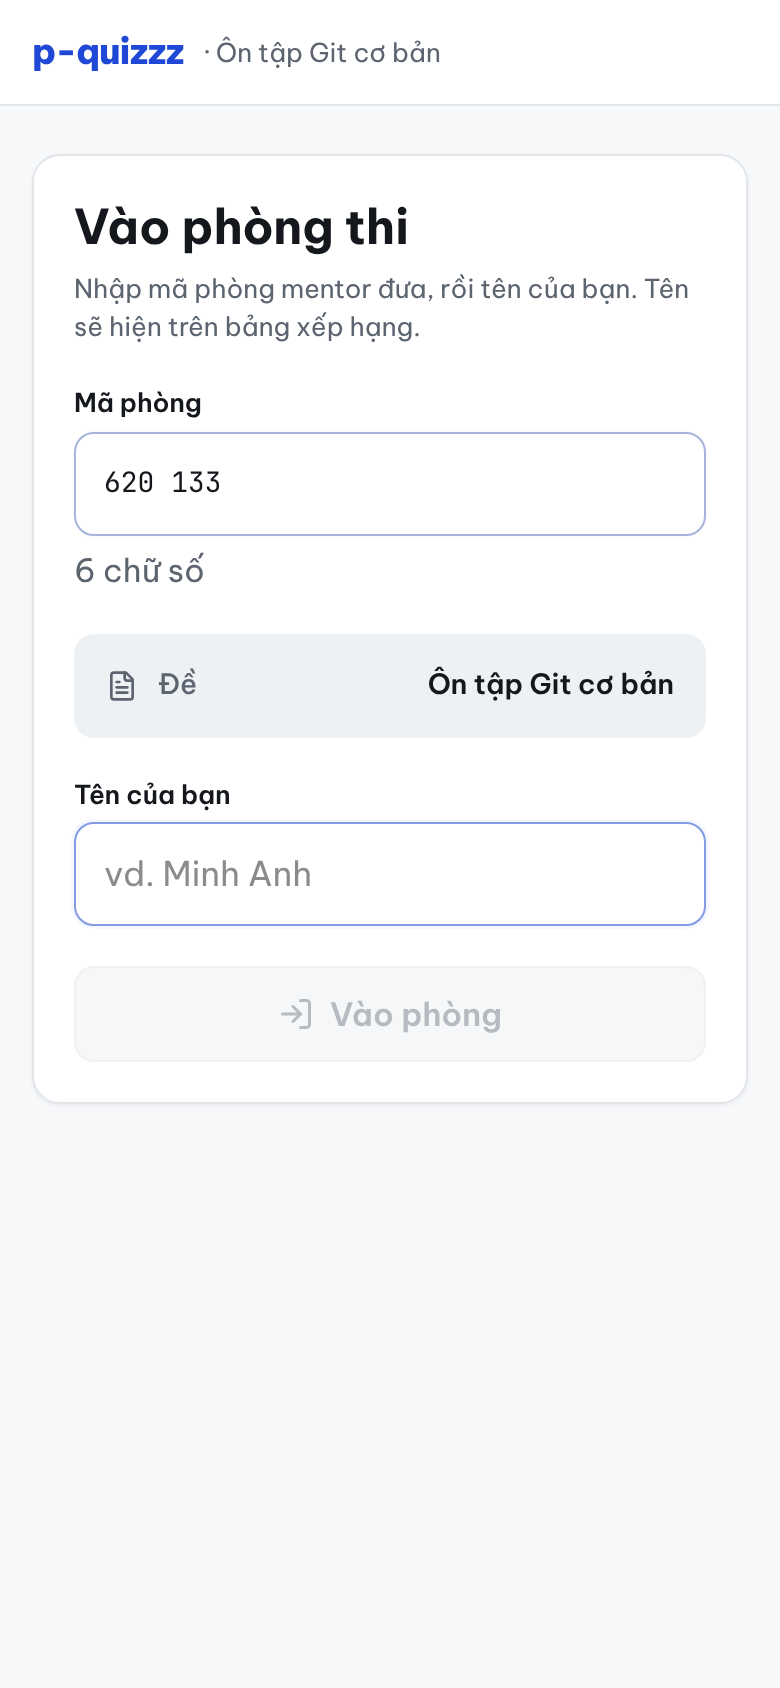 p-quizzz · Ôn tập Git cơ bản
Vào phòng thi
Nhập mã phòng mentor đưa, rồi tên của bạn. Tên
sẽ hiện trên bảng xếp hạng.
Mã phòng
620 133
6 chữ số
Đề Ôn tập Git cơ bản
Tên của bạn
vd. Minh Anh
Vào phòng